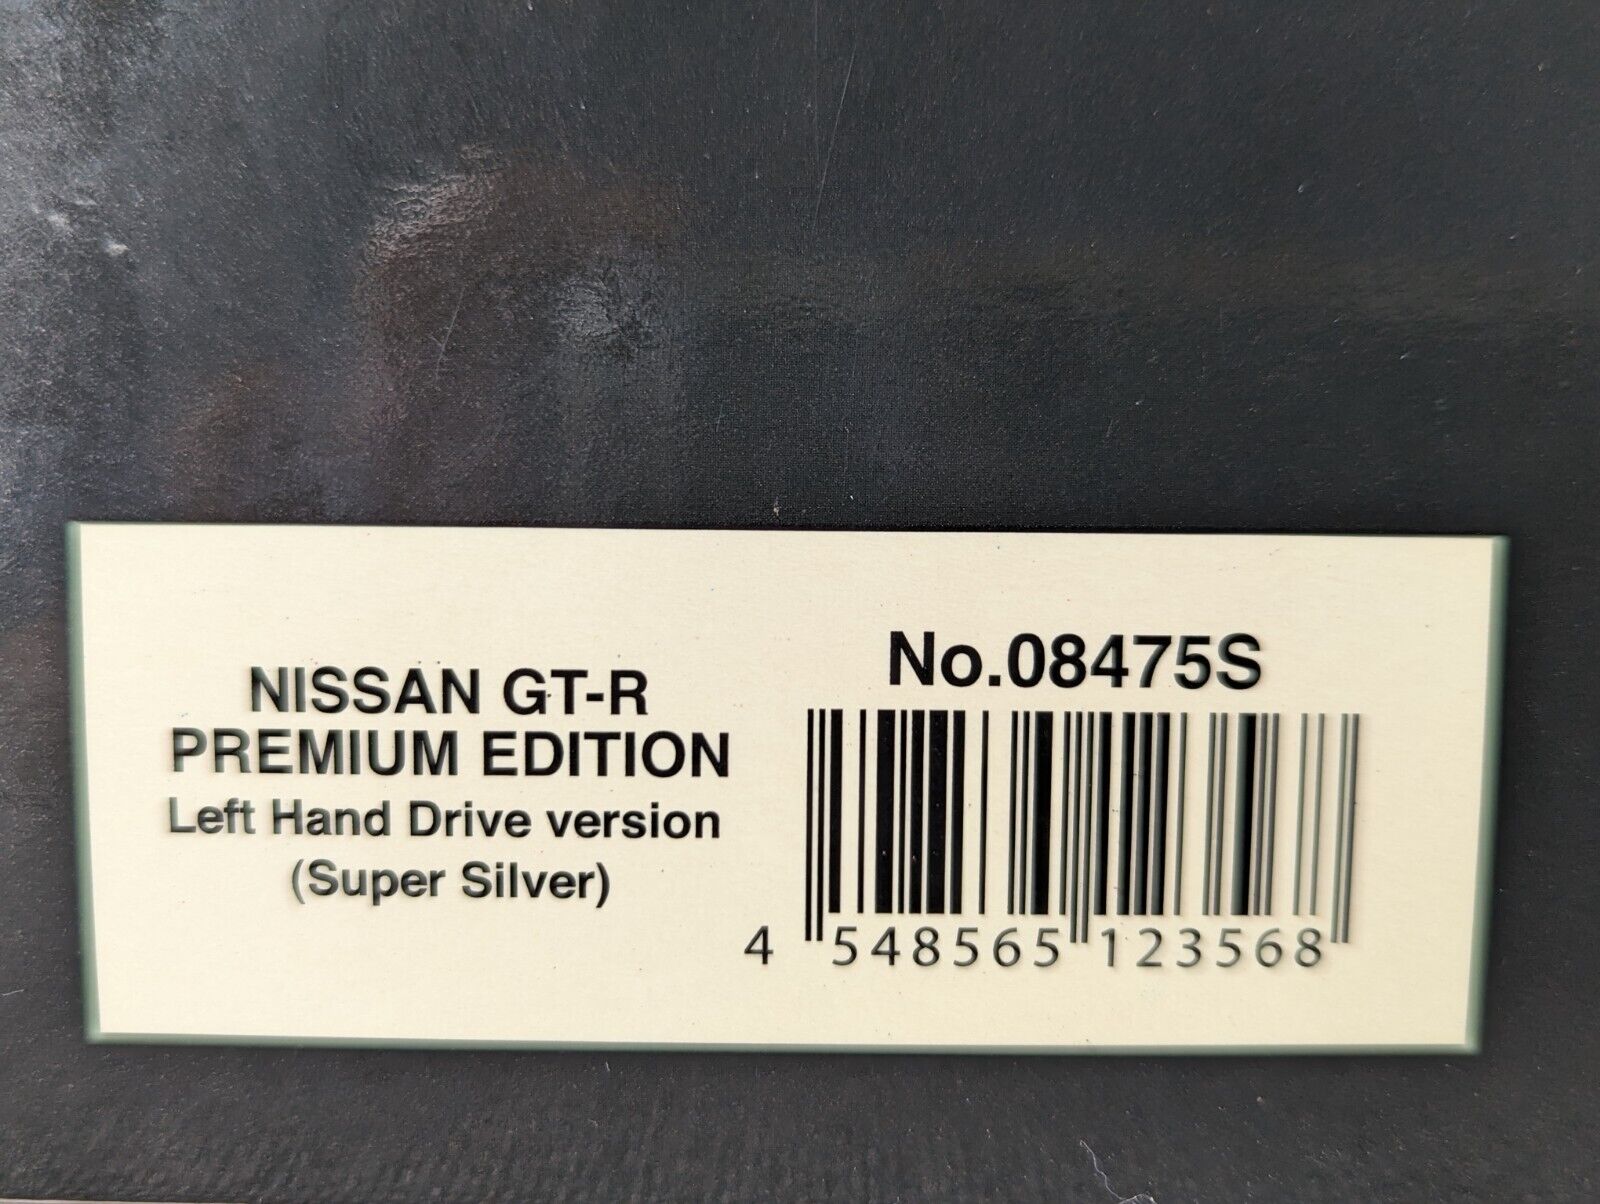 NISSAN GT-R
PREMIUM EDITION
Left Hand Drive version
(Super Silver)
No.08475S
4 548565 123568